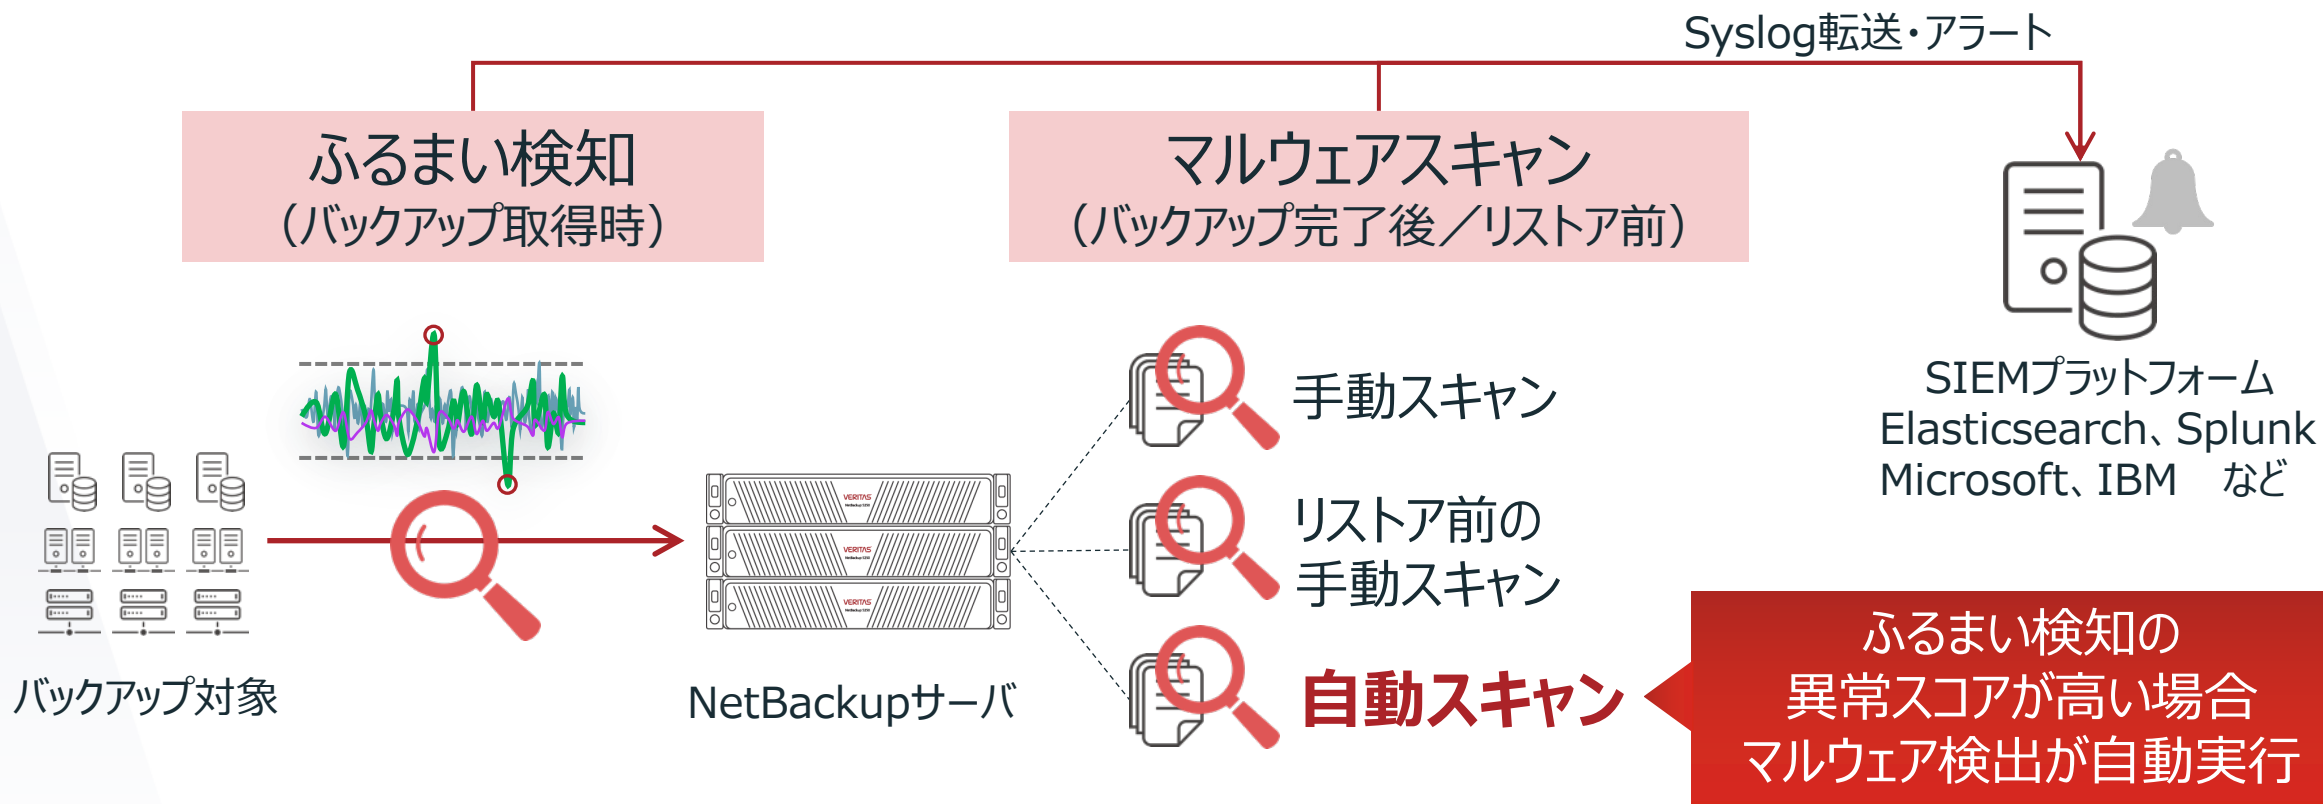 Syslog転送・アラート
ふるまい検知
（バックアップ取得時）
マルウェアスキャン
（バックアップ完了後／リストア前）
SIEMプラットフォーム
Elasticsearch、Splunk
Microsoft、IBM　など
手動スキャン
リストア前の
手動スキャン
自動スキャン
ふるまい検知の
異常スコアが高い場合
マルウェア検出が自動実行
バックアップ対象
NetBackupサーバ
VERITAS
VERITAS
VERITAS